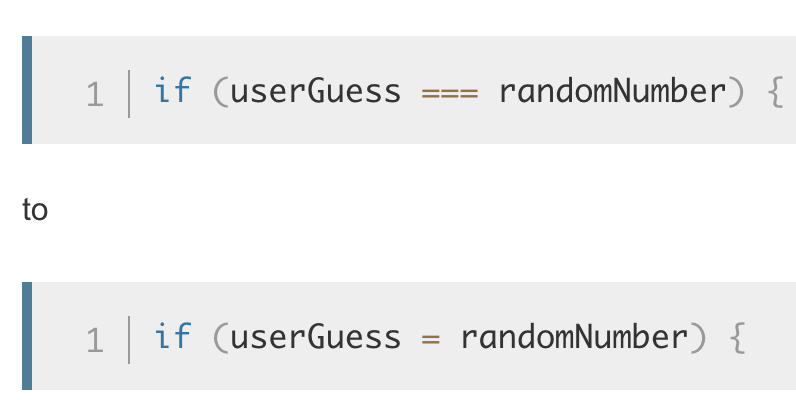 1 if (userGuess === randomNumber) {
to
1 if (userGuess = randomNumber) {